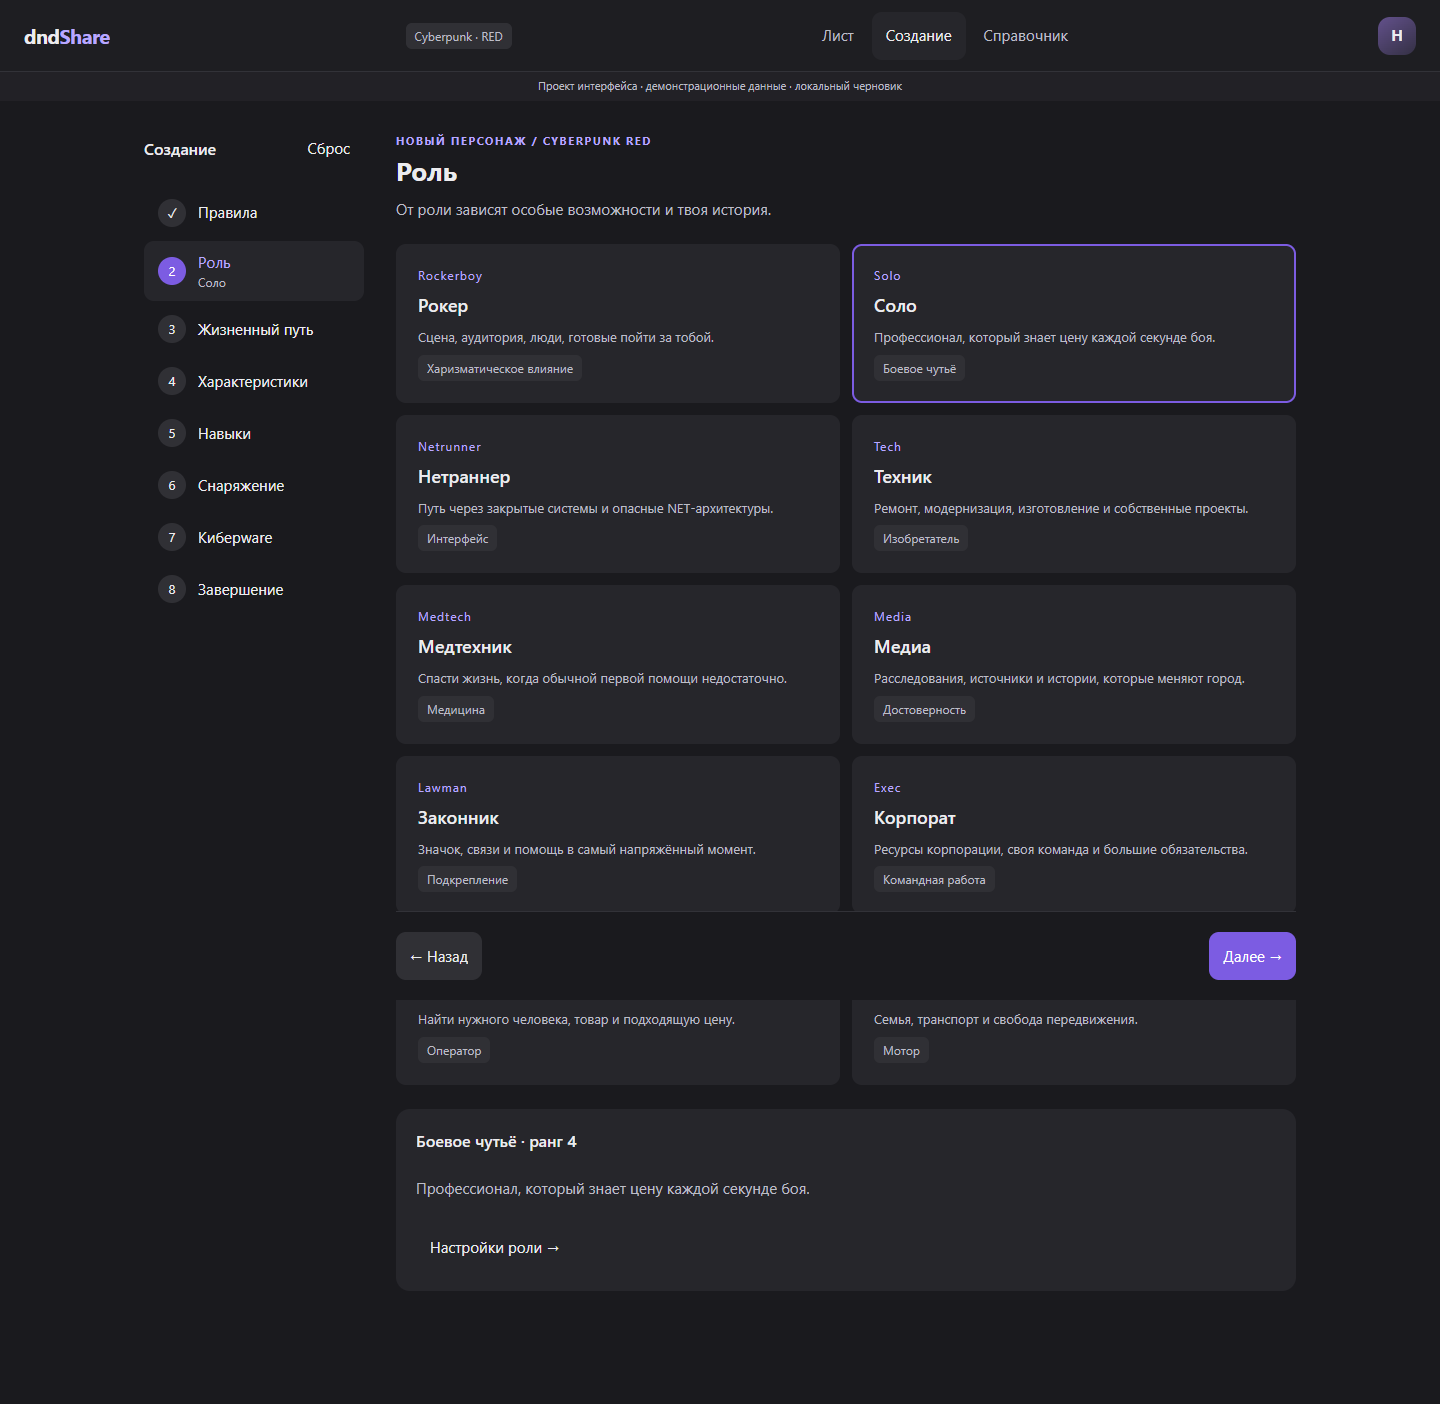 dndShare
Cyberpunk · RED
Лист
Создание
Справочник
Н
Проект интерфейса · демонстрационные данные · локальный черновик
Создание
Сброс
✓ Правила
2 Роль
Соло
3 Жизненный путь
4 Характеристики
5 Навыки
6 Снаряжение
7 Киберware
8 Завершение
НОВЫЙ ПЕРСОНАЖ / CYBERPUNK RED
Роль
От роли зависят особые возможности и твоя история.
Rockerboy
Рокер
Сцена, аудитория, люди, готовые пойти за тобой.
Харизматическое влияние
Solo
Соло
Профессионал, который знает цену каждой секунде боя.
Боевое чутьё
Netrunner
Нетраннер
Путь через закрытые системы и опасные NET-архитектуры.
Интерфейс
Tech
Техник
Ремонт, модернизация, изготовление и собственные проекты.
Изобретатель
Medtech
Медтехник
Спасти жизнь, когда обычной первой помощи недостаточно.
Медицина
Media
Медиа
Расследования, источники и истории, которые меняют город.
Достоверность
Lawman
Законник
Значок, связи и помощь в самый напряжённый момент.
Подкрепление
Exec
Корпорат
Ресурсы корпорации, своя команда и большие обязательства.
Командная работа
← Назад
Далее →
Найти нужного человека, товар и подходящую цену.
Оператор
Семья, транспорт и свобода передвижения.
Мотор
Боевое чутьё · ранг 4
Профессионал, который знает цену каждой секунде боя.
Настройки роли →